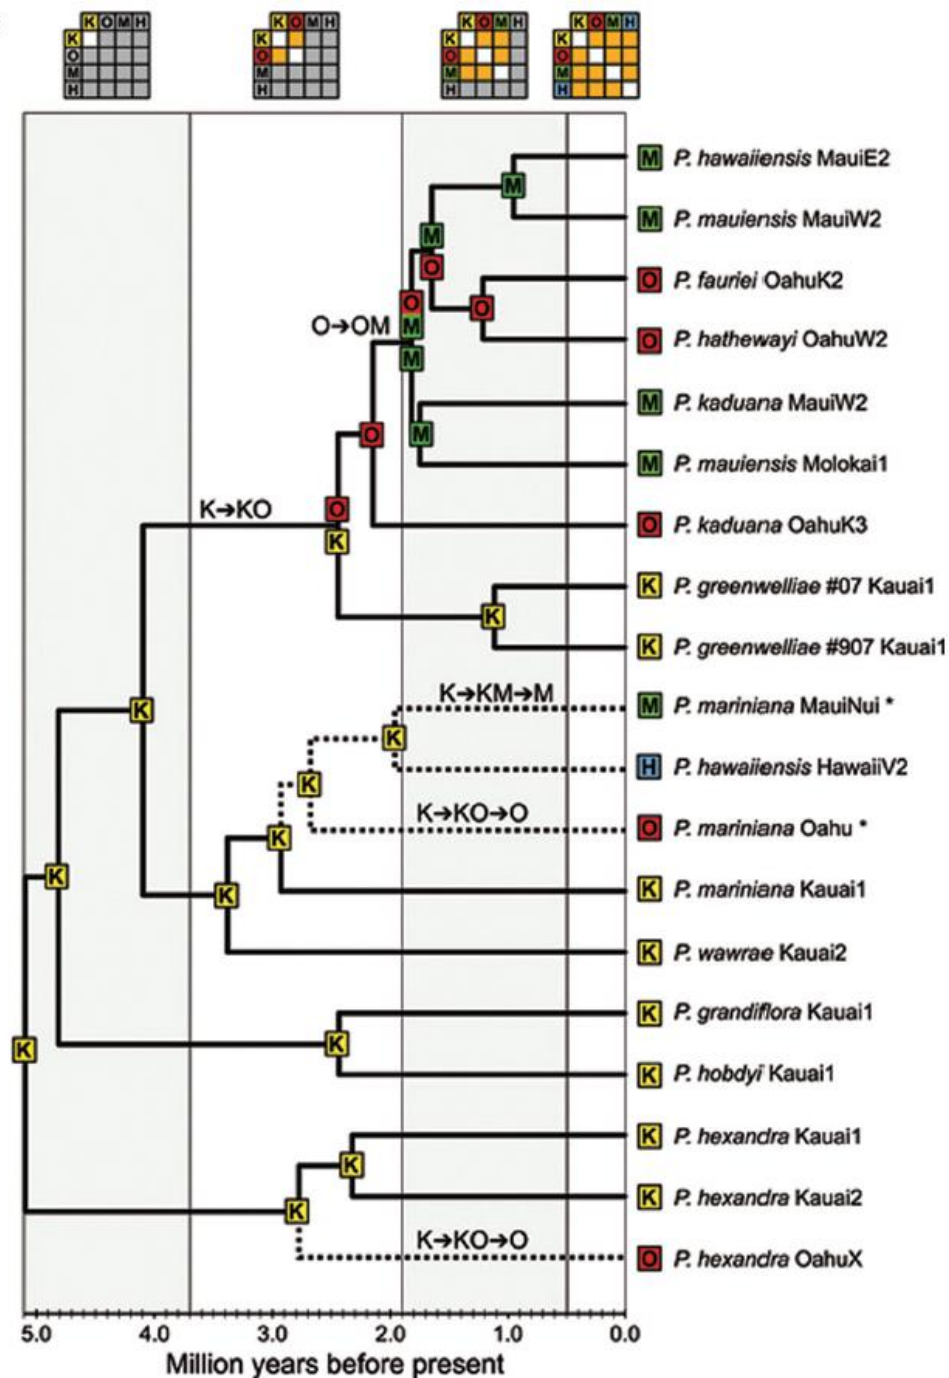 K O M H
K
O
M
H
K O M H
K
O
M
H
K O M H
K
O
M
H
K O M H
K
O
M
H
M P. hawaiiensis MauiE2
M
M P. mauiensis MauiW2
M
O
O P. fauriei OahuK2
O
O
O→OM
M
O P. hathewayi OahuW2
M
M P. kaduana MauiW2
O
M
M P. mauiensis Molokai1
K→KO
O
O P. kaduana OahuK3
K
K P. greenwelliae #07 Kauai1
K
K P. greenwelliae #907 Kauai1
K→KM→M
K
M P. mariniana MauiNui *
K
H P. hawaiiensis HawaiiV2
K
K→KO→O
O P. mariniana Oahu *
K
K
K P. mariniana Kauai1
K
K P. wawrae Kauai2
K P. grandiflora Kauai1
K
K
K P. hobdyi Kauai1
K P. hexandra Kauai1
K
K P. hexandra Kauai2
K
K→KO→O
O P. hexandra OahuX
5.0 4.0 3.0 2.0 1.0 0.0
Million years before present